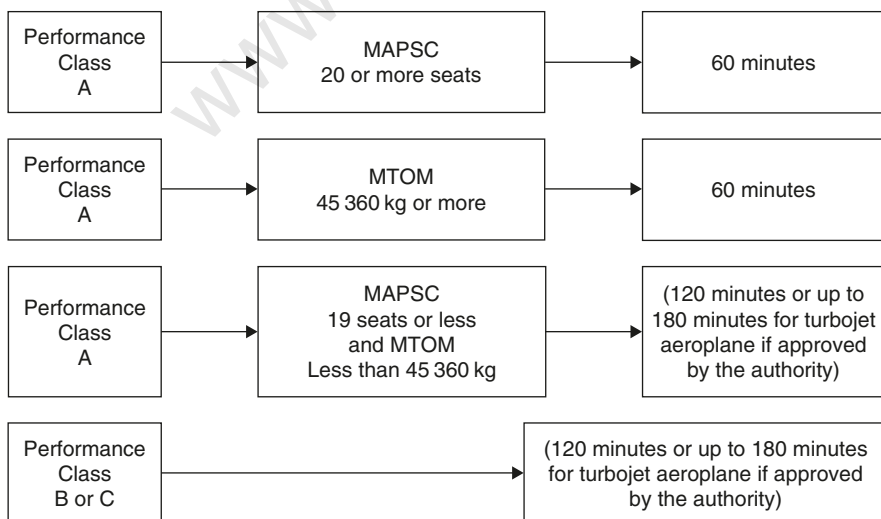 Performance
Class
A
MAPSC
20 or more seats
60 minutes
Performance
Class
A
MTOM
45 360 kg or more
60 minutes
Performance
Class
A
MAPSC
19 seats or less
and MTOM
Less than 45 360 kg
(120 minutes or up to
180 minutes for turbojet
aeroplane if approved
by the authority)
Performance
Class
B or C
(120 minutes or up to 180 minutes
for turbojet aeroplane if approved
by the authority)
www